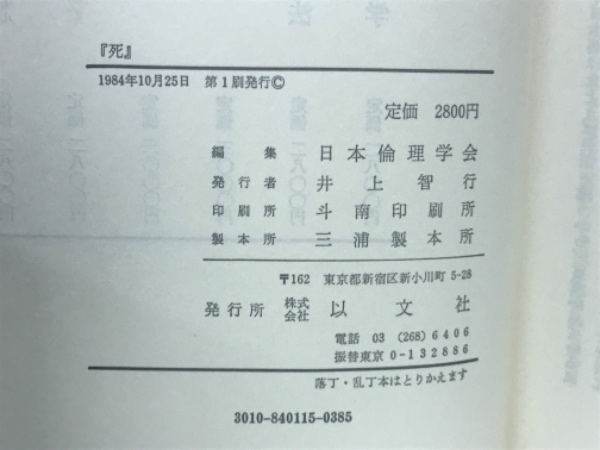 『死』
1984年10月25日 第1刷発行©
定価 2800円
編集 日本倫理学会
発行者 井上智行
印刷所 斗南印刷所
製本所 三浦製本所
〒162 東京都新宿区新小川町 5-28
発行所 株式会社 以文社
電話 03 (268) 6406
振替東京 0-132886
落丁・乱丁本はとりかえます
3010-840115-0385